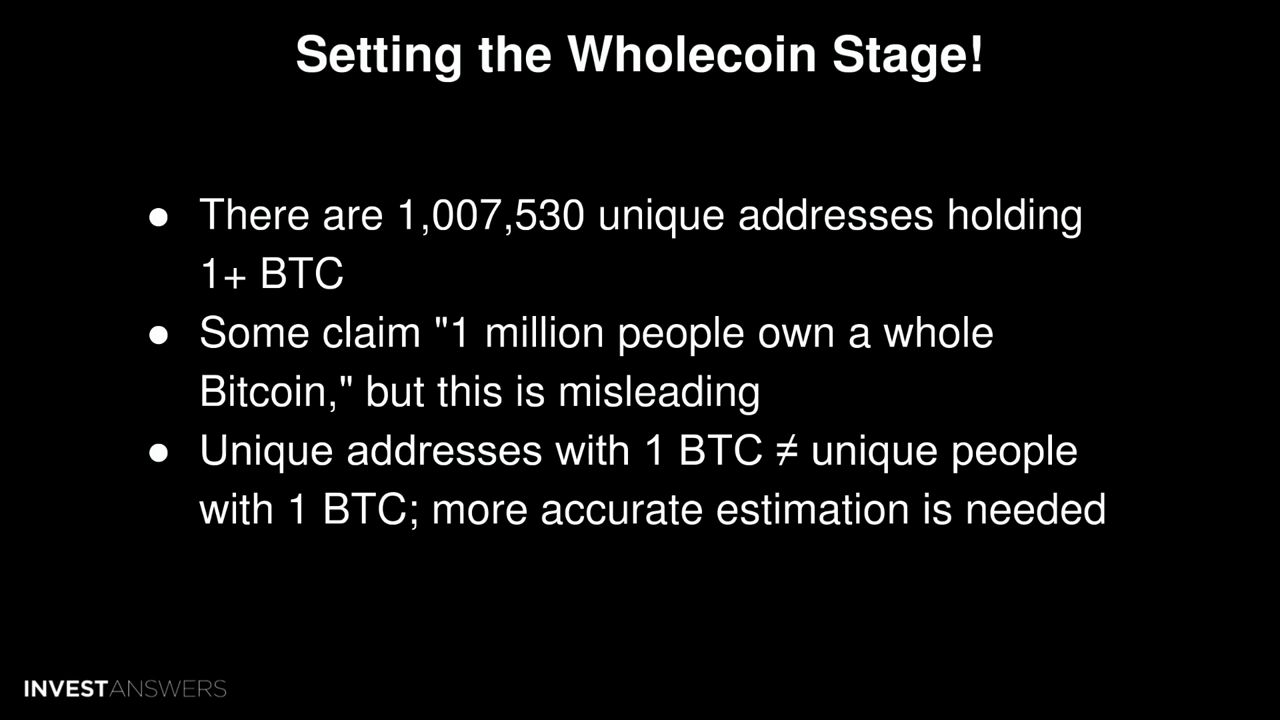 Setting the Wholecoin Stage!
● There are 1,007,530 unique addresses holding
1+ BTC
● Some claim "1 million people own a whole
Bitcoin," but this is misleading
● Unique addresses with 1 BTC ≠ unique people
with 1 BTC; more accurate estimation is needed
INVESTANSWERS